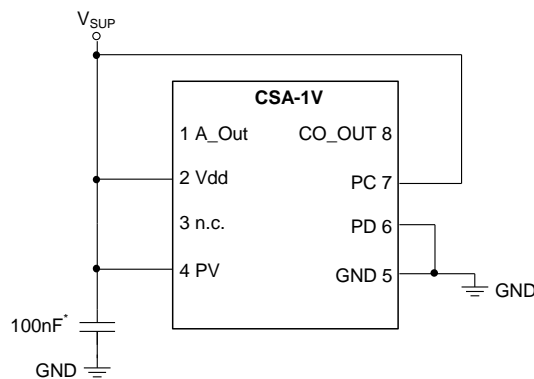 V_SUP
CSA-1V
1 A_Out
CO_OUT 8
2 Vdd
PC 7
3 n.c.
PD 6
4 PV
GND 5
GND
100nF*
GND